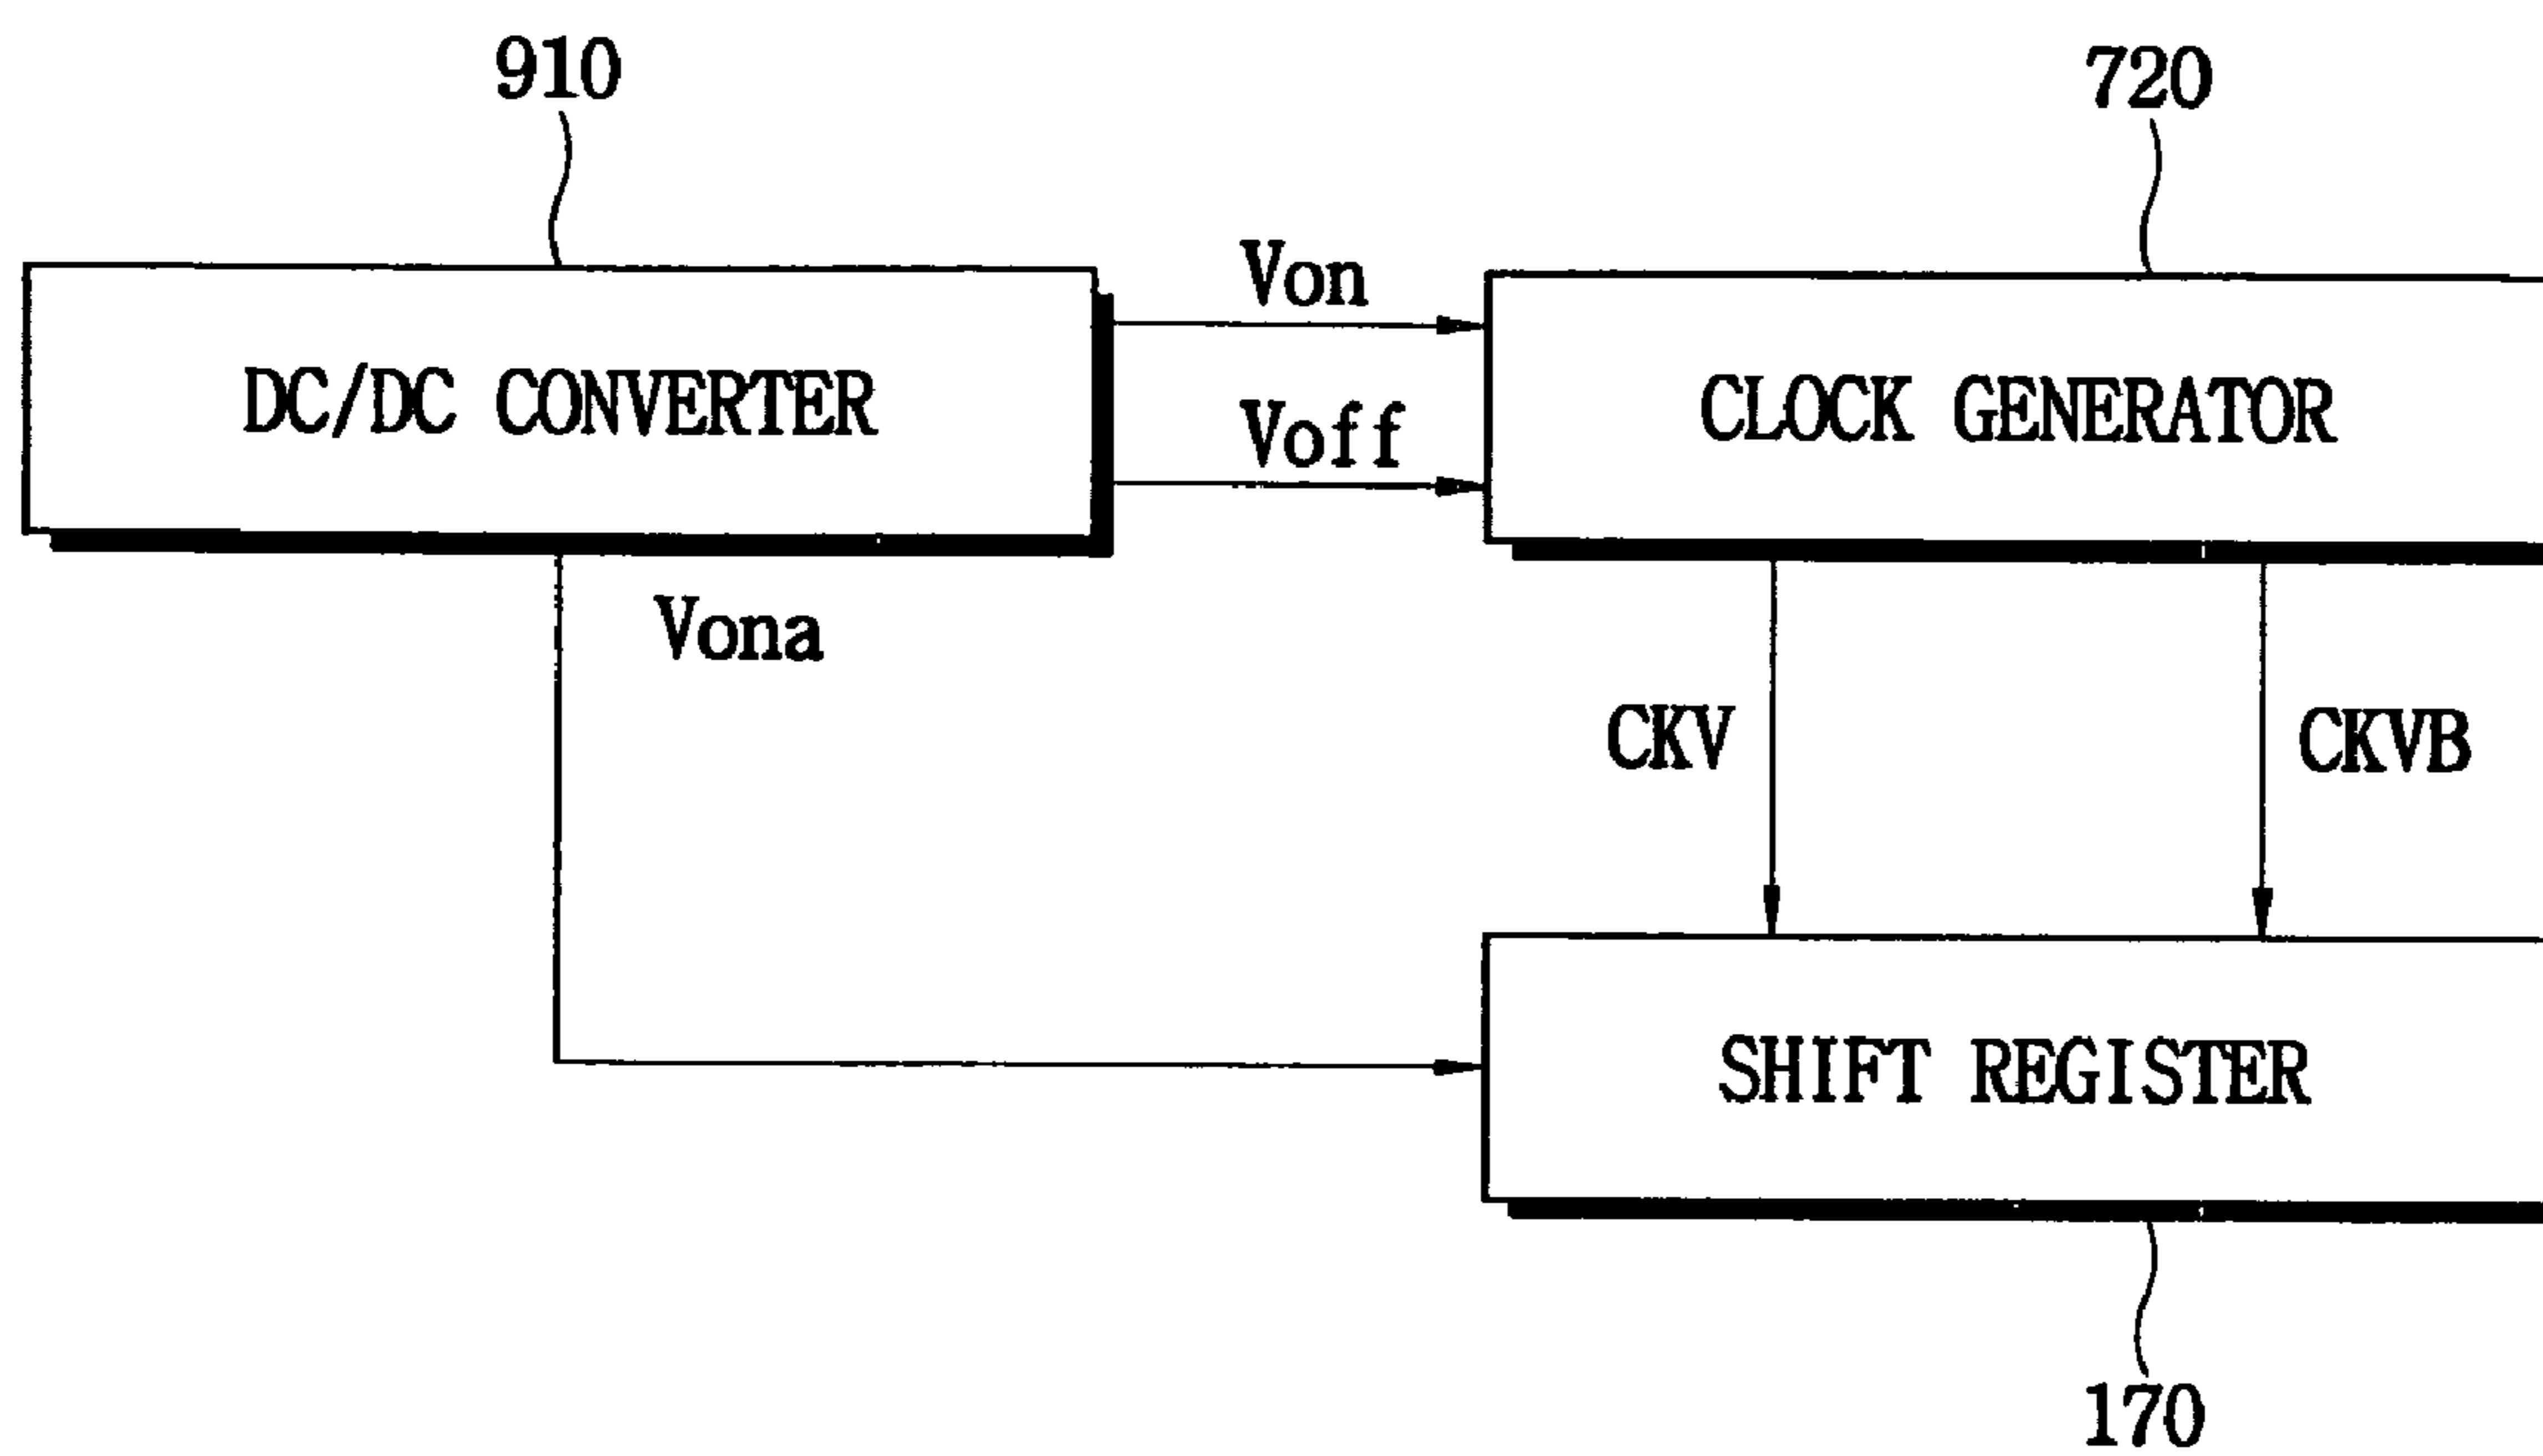 910
720
Von
DC/DC CONVERTER
Voff
CLOCK GENERATOR
Vona
CKV
CKVB
SHIFT REGISTER
170